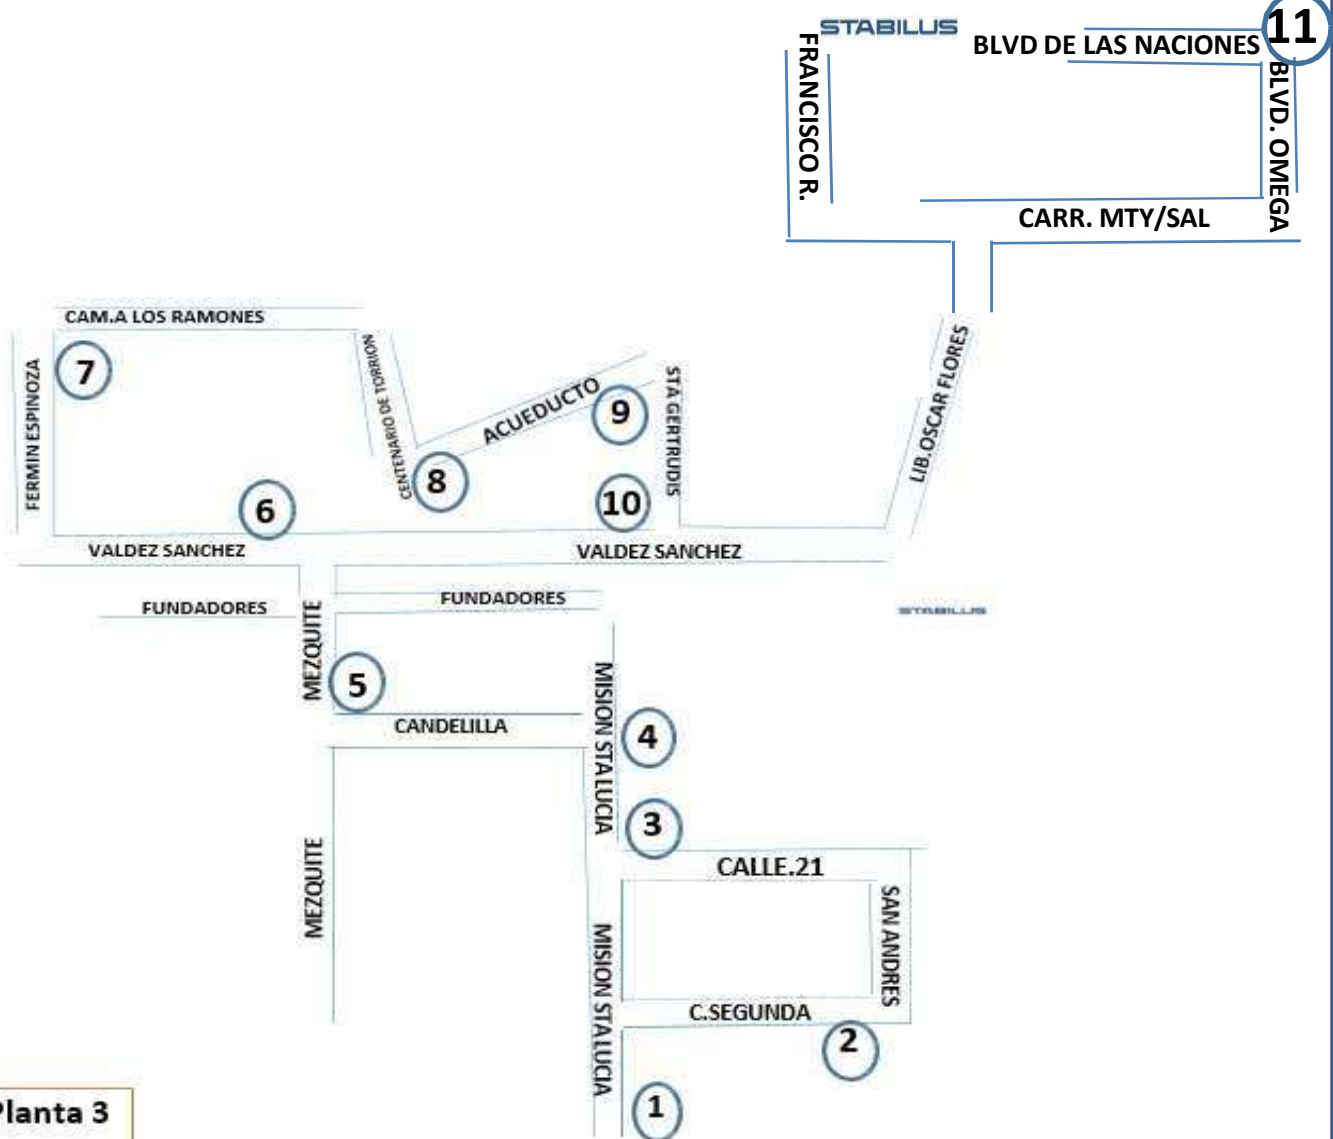 STABILUS
BLVD DE LAS NACIONES
11
FRANCISCO R.
BLVD. OMEGA
CARR. MTY/SAL
CAM.A LOS RAMONES
7
FERMIN ESPINOZA
CENTENARIO DE TORRION
ACUEDUCTO
9
STA GERTRUDIS
LIB.OSCAR FLORES
8
10
6
VALDEZ SANCHEZ
VALDEZ SANCHEZ
FUNDADORES
FUNDADORES
STABILUS
MEZQUITE
5
MISION STA LUCIA
CANDELILLA
4
3
MEZQUITE
CALLE.21
SAN ANDRES
MISION STA LUCIA
C.SEGUNDA
2
1
Planta 3